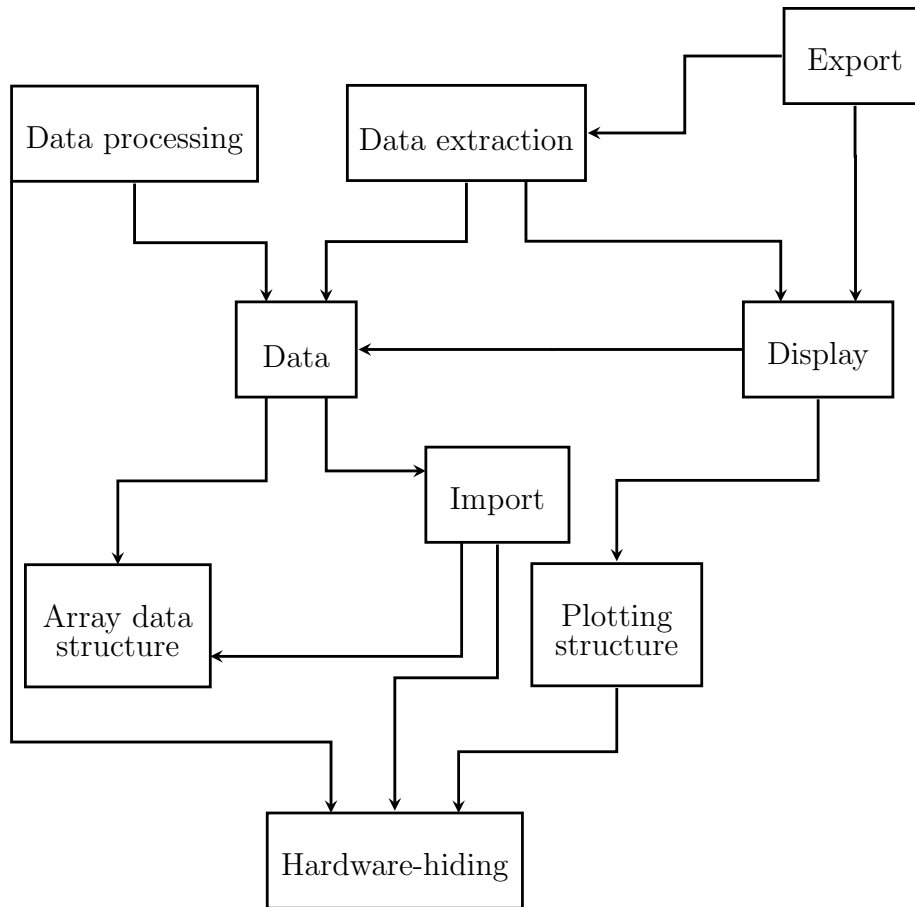 Export
Data processing
Data extraction
Data
Display
Import
Array data
structure
Plotting
structure
Hardware-hiding